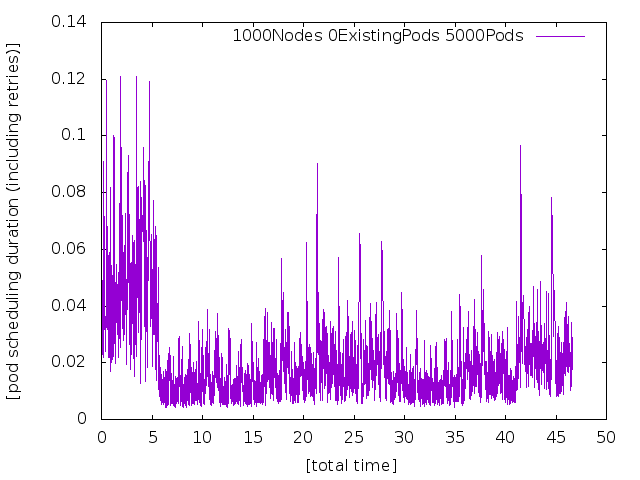 1000Nodes 0ExistingPods 5000Pods
[pod scheduling duration (including retries)]
0.14
0.12
0.1
0.08
0.06
0.04
0.02
0
0 5 10 15 20 25 30 35 40 45 50
[total time]